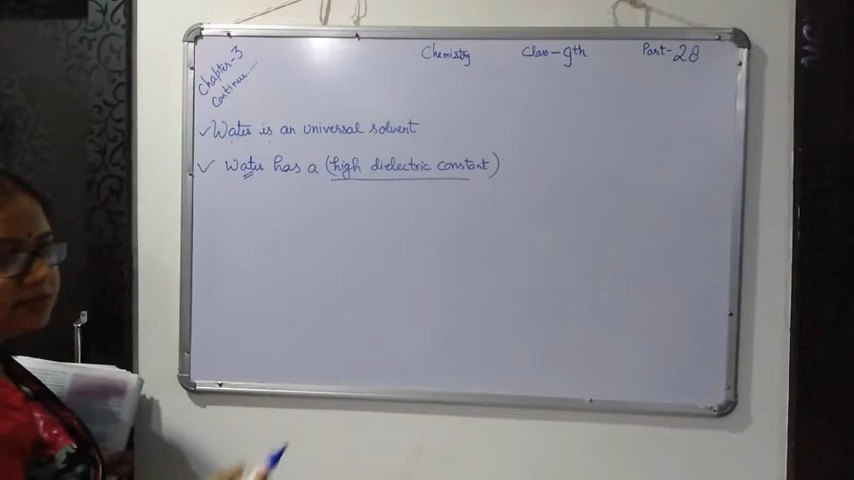 Chapter-3
Continue....
Chemistry Class-9th Part-28
✓Water is an universal solvent
✓ Water has a (high dielectric constant)